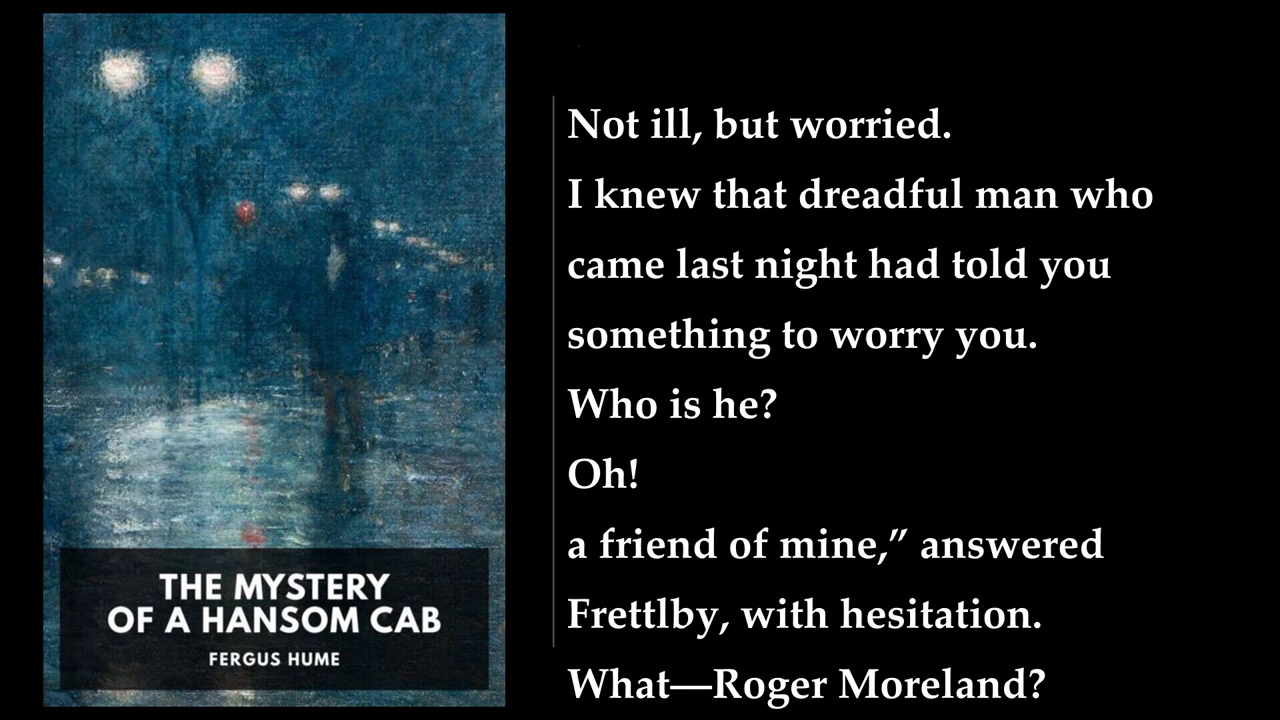 THE MYSTERY
OF A HANSOM CAB
FERGUS HUME
Not ill, but worried.
I knew that dreadful man who
came last night had told you
something to worry you.
Who is he?
Oh!
a friend of mine,” answered
Frettlby, with hesitation.
What—Roger Moreland?